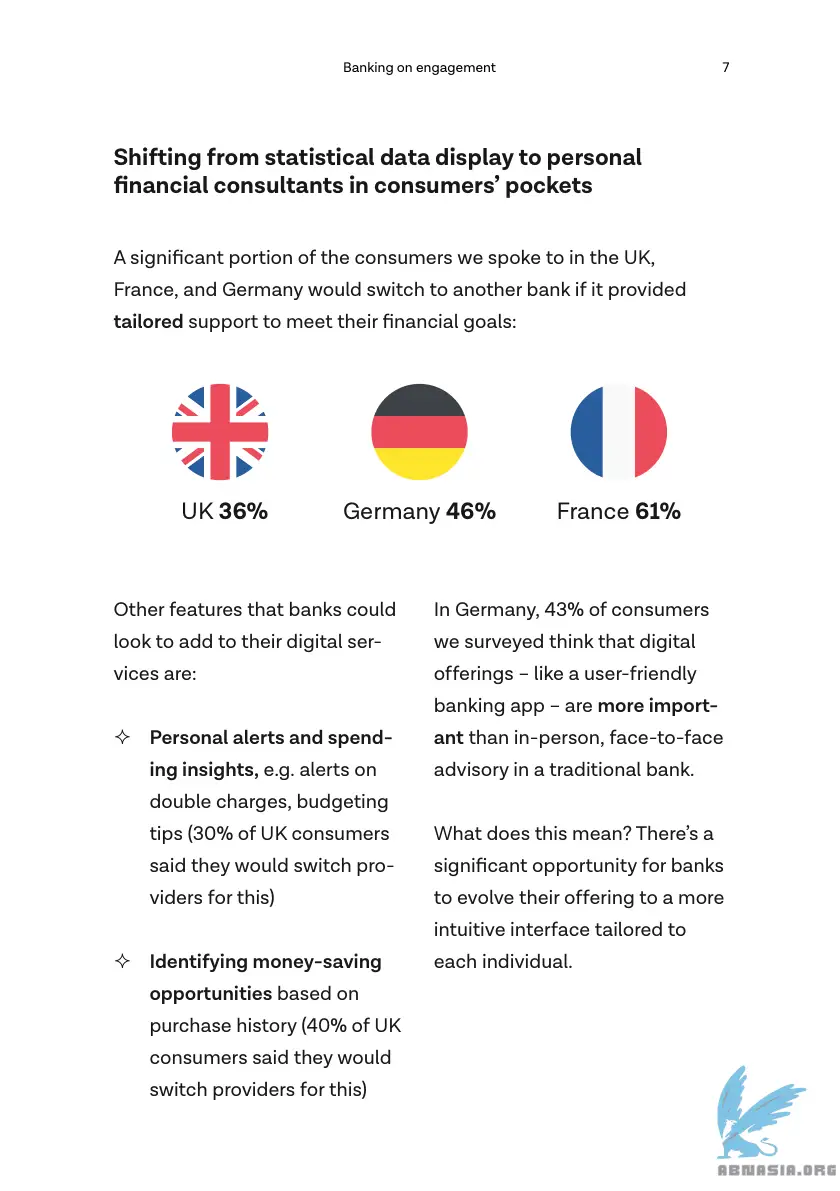 Banking on engagement
7
Shifting from statistical data display to personal
financial consultants in consumers’ pockets
A significant portion of the consumers we spoke to in the UK,
France, and Germany would switch to another bank if it provided
tailored support to meet their financial goals:
UK 36%
Germany 46%
France 61%
Other features that banks could
look to add to their digital ser-
vices are:
Personal alerts and spend-
ing insights, e.g. alerts on
double charges, budgeting
tips (30% of UK consumers
said they would switch pro-
viders for this)
Identifying money-saving
opportunities based on
purchase history (40% of UK
consumers said they would
switch providers for this)
In Germany, 43% of consumers
we surveyed think that digital
offerings – like a user-friendly
banking app – are more import-
ant than in-person, face-to-face
advisory in a traditional bank.
What does this mean? There’s a
significant opportunity for banks
to evolve their offering to a more
intuitive interface tailored to
each individual.
ABNASIA.ORG